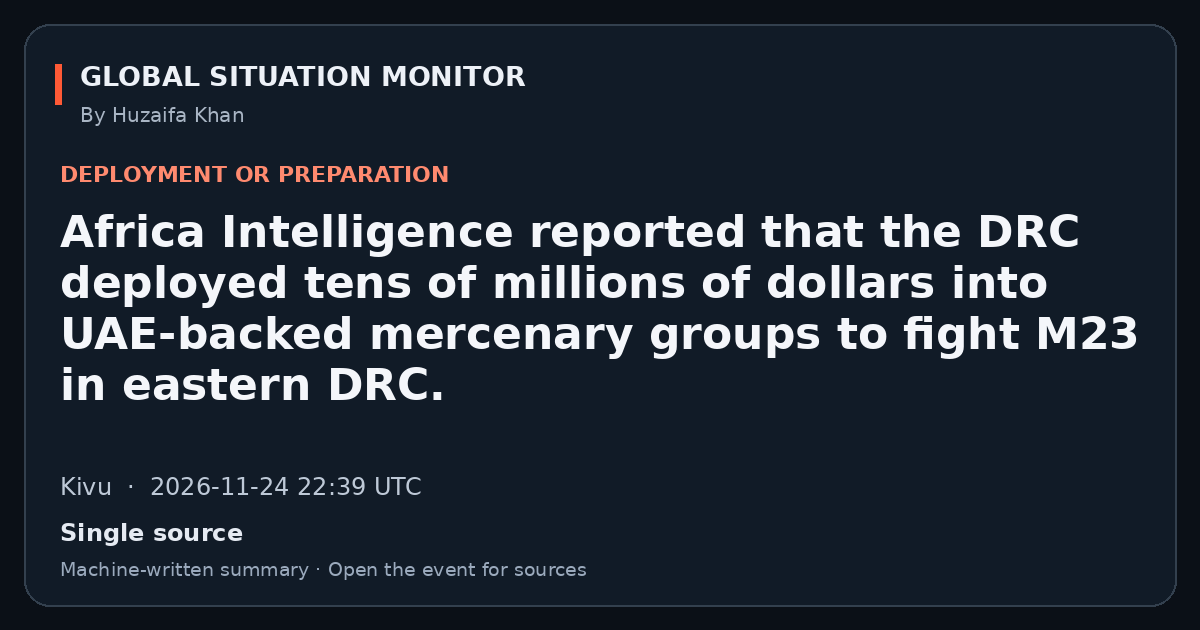 GLOBAL SITUATION MONITOR
By Huzaifa Khan
DEPLOYMENT OR PREPARATION
Africa Intelligence reported that the DRC
deployed tens of millions of dollars into
UAE-backed mercenary groups to fight M23
in eastern DRC.
Kivu · 2026-11-24 22:39 UTC
Single source
Machine-written summary · Open the event for sources